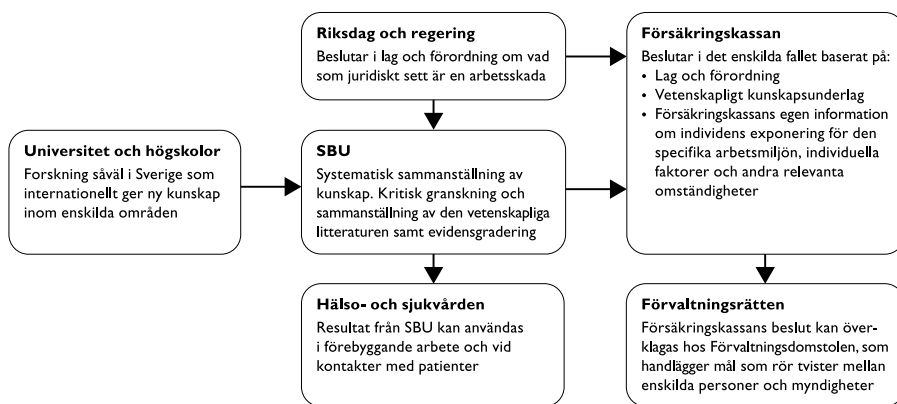 Riksdag och regering
Beslutar i lag och förordning om vad
som juridiskt sett är en arbetsskada
Försäkringskassan
Beslutar i det enskilda fallet baserat på:
• Lag och förordning
• Vetenskapligt kunskapsunderlag
• Försäkringskassans egen information
om individens exponering för den
specifika arbetsmiljön, individuella
faktorer och andra relevanta
omständigheter
Universitet och högskolor
Forskning såväl i Sverige som
internationellt ger ny kunskap
inom enskilda områden
SBU
Systematisk sammanställning av
kunskap. Kritisk granskning och
sammanställning av den vetenskapliga
litteraturen samt evidensgradering
Hälso- och sjukvården
Resultat från SBU kan användas
i förebyggande arbete och vid
kontakter med patienter
Förvaltningsrätten
Försäkringskassans beslut kan över-
klagas hos Förvaltningsdomstolen, som
handlägger mål som rör tvister mellan
enskilda personer och myndigheter